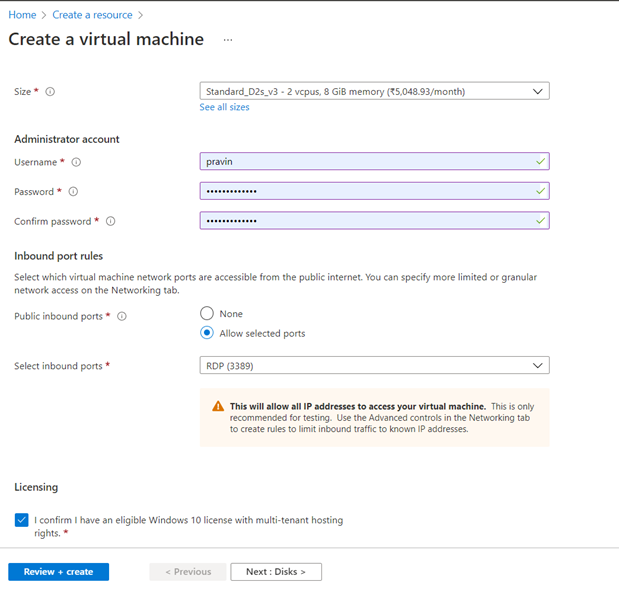 Home > Create a resource >
Create a virtual machine ...
Size * Standard_D2s_v3 - 2 vcpus, 8 GiB memory (₹5,048.93/month)
See all sizes
Administrator account
Username * pravin
Password * •••••••••••••
Confirm password * •••••••••••••
Inbound port rules
Select which virtual machine network ports are accessible from the public internet. You can specify more limited or granular
network access on the Networking tab.
Public inbound ports * None
Allow selected ports
Select inbound ports * RDP (3389)
This will allow all IP addresses to access your virtual machine. This is only
recommended for testing. Use the Advanced controls in the Networking tab
to create rules to limit inbound traffic to known IP addresses.
Licensing
I confirm I have an eligible Windows 10 license with multi-tenant hosting
rights. *
Review + create < Previous Next : Disks >